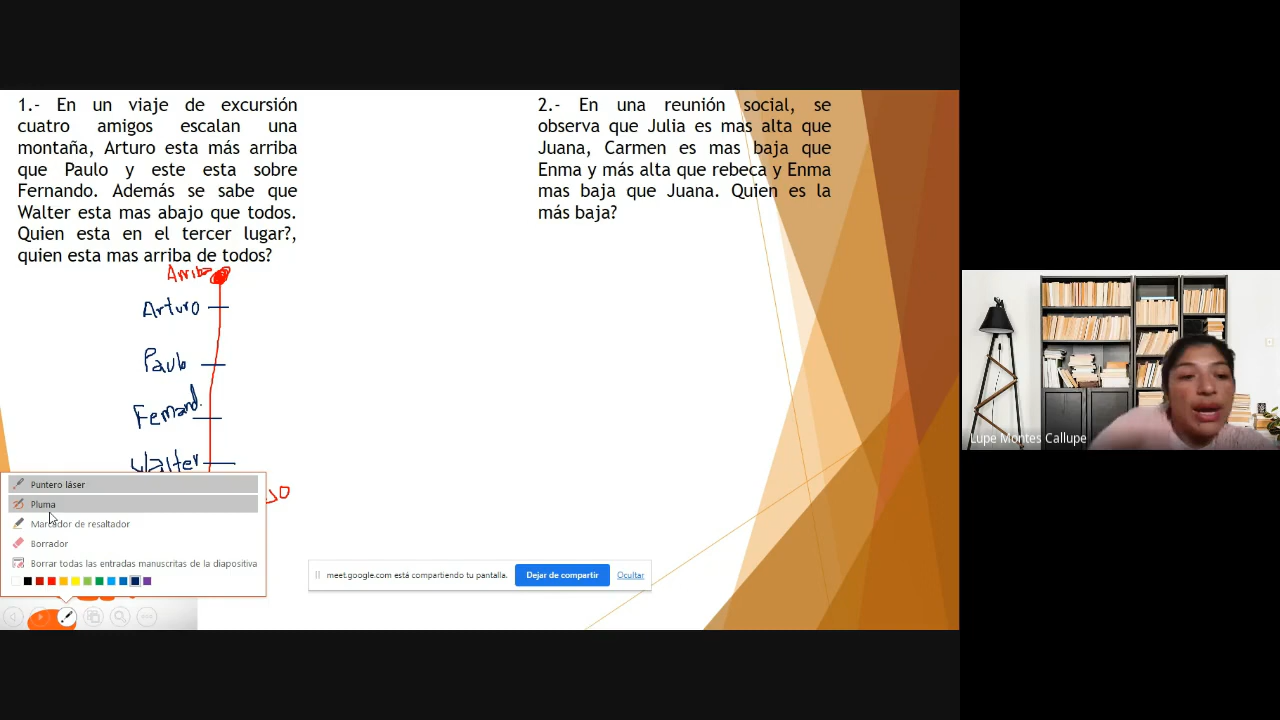 1.- En un viaje de excursión
cuatro amigos escalan una
montaña, Arturo esta más arriba
que Paulo y este esta sobre
Fernando. Además se sabe que
Walter esta mas abajo que todos.
Quien esta en el tercer lugar?,
quien esta mas arriba de todos?
Arriba
Arturo
Paulo
Fernand.
Walter
2.- En una reunión social, se
observa que Julia es mas alta que
Juana, Carmen es mas baja que
Enma y más alta que rebeca y Enma
mas baja que Juana. Quien es la
más baja?
Puntero láser
Pluma
Marcador de resaltador
Borrador
Borrar todas las entradas manuscritas de la diapositiva
meet.google.com está compartiendo tu pantalla.
Dejar de compartir
Ocultar
Lupe Montes Callupe